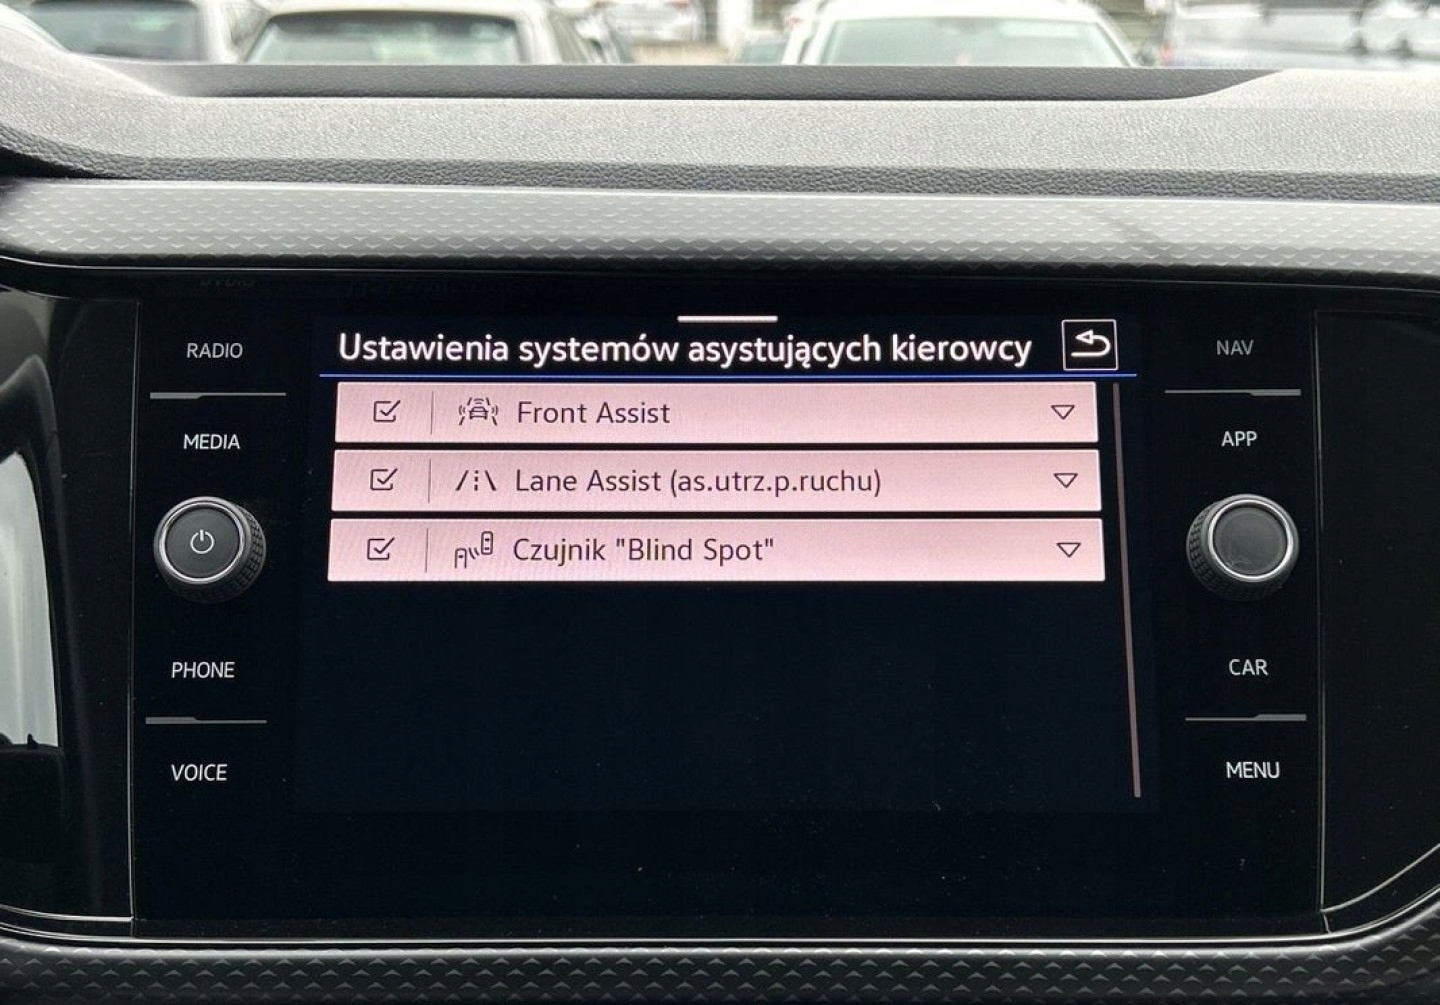 Ustawienia systemów asystujących kierowcy
Front Assist
Lane Assist (as.utrz.p.ruchu)
Czujnik "Blind Spot"
RADIO
MEDIA
PHONE
VOICE
NAV
APP
CAR
MENU